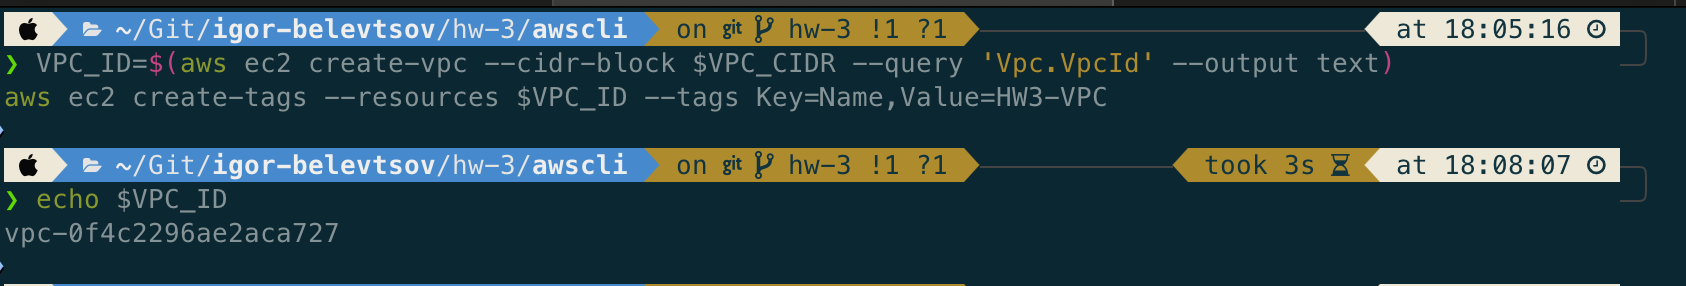 ~/Git/igor-belevtsov/hw-3/awscli on git hw-3 !1 ?1 at 18:05:16
❯ VPC_ID=$(aws ec2 create-vpc --cidr-block $VPC_CIDR --query 'Vpc.VpcId' --output text)
aws ec2 create-tags --resources $VPC_ID --tags Key=Name,Value=HW3-VPC
~/Git/igor-belevtsov/hw-3/awscli on git hw-3 !1 ?1 took 3s at 18:08:07
❯ echo $VPC_ID
vpc-0f4c2296ae2aca727